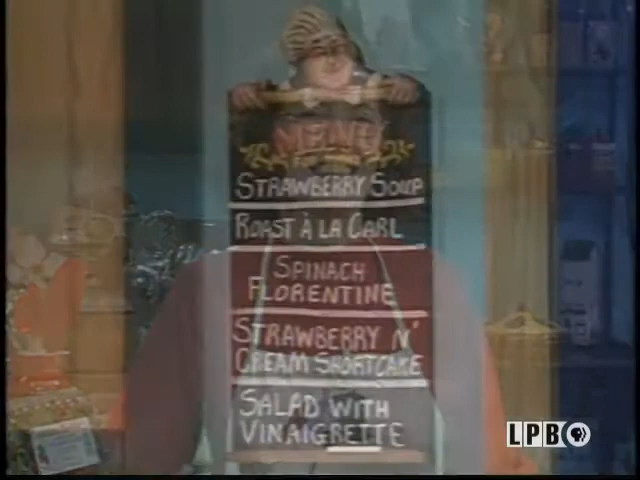 MENU
STRAWBERRY SOUP
ROAST À LA CARL
SPINACH
FLORENTINE
STRAWBERRY N'
CREAM SHORTCAKE
SALAD WITH
VINAIGRETTE
LPB